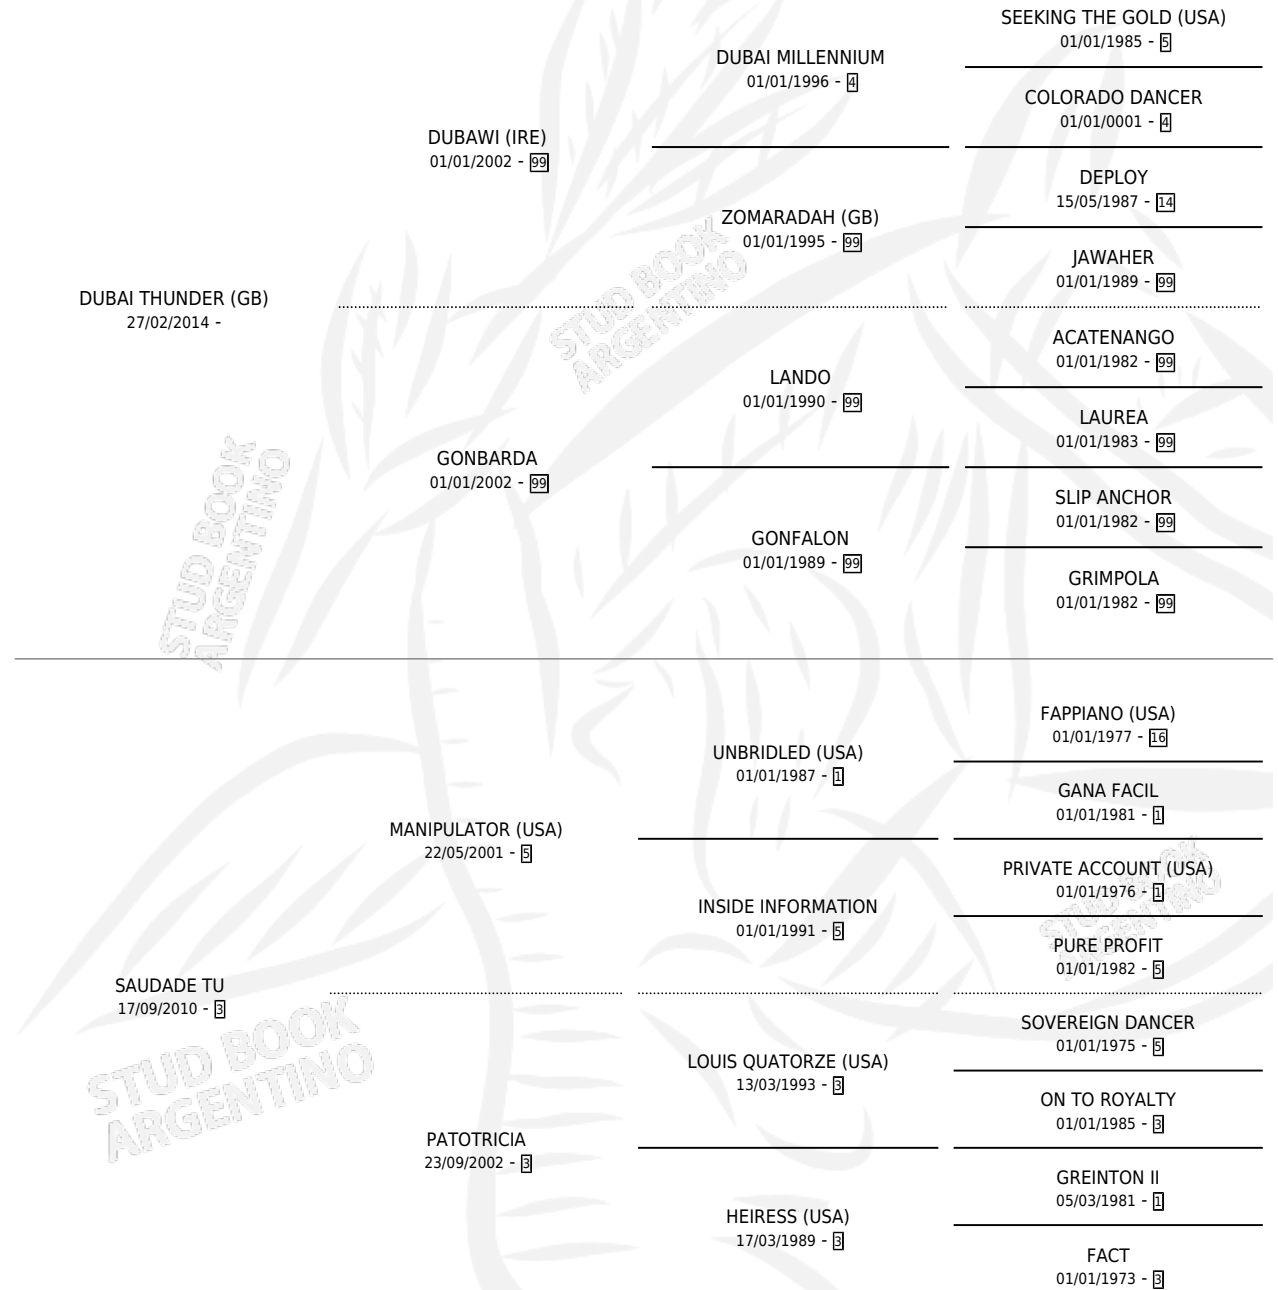 SEEKING THE GOLD (USA)
01/01/1985 - 5
DUBAI MILLENNIUM
01/01/1996 - 4
COLORADO DANCER
01/01/0001 - 4
DUBAWI (IRE)
01/01/2002 - 99
DEPLOY
15/05/1987 - 14
ZOMARADAH (GB)
01/01/1995 - 99
JAWAHER
01/01/1989 - 99
DUBAI THUNDER (GB)
27/02/2014 -
STUD BOOK
ARGENTINO
ACATENANGO
01/01/1982 - 99
LANDO
01/01/1990 - 99
LAUREA
01/01/1983 - 99
GONBARDA
01/01/2002 - 99
SLIP ANCHOR
01/01/1982 - 99
GONFALON
01/01/1989 - 99
GRIMPOLA
01/01/1982 - 99
STUD BOOK
ARGENTINO
FAPPIANO (USA)
01/01/1977 - 16
UNBRIDLED (USA)
01/01/1987 - 1
GANA FACIL
01/01/1981 - 1
MANIPULATOR (USA)
22/05/2001 - 5
PRIVATE ACCOUNT (USA)
01/01/1976 - 1
INSIDE INFORMATION
01/01/1991 - 5
STUD BOOK
ARGENTINO
PURE PROFIT
01/01/1982 - 5
SAUDADE TU
17/09/2010 - 3
SOVEREIGN DANCER
01/01/1975 - 5
LOUIS QUATORZE (USA)
13/03/1993 - 3
ON TO ROYALTY
01/01/1985 - 3
STUD BOOK
ARGENTINO
PATOTRICIA
23/09/2002 - 3
GREINTON II
05/03/1981 - 1
HEIRESS (USA)
17/03/1989 - 3
FACT
01/01/1973 - 3